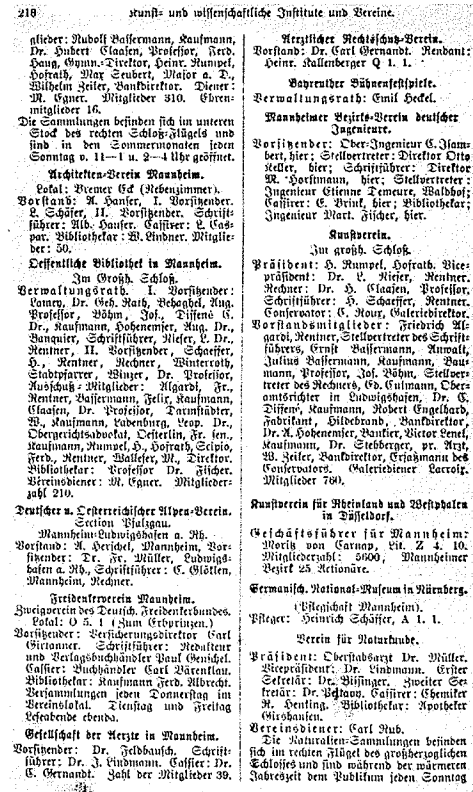 218 Kunst- und wissenschaftliche Institute und Vereine.
glieder: Rudolf Bassermann, Kaufmann,
Dr. Hubert Claasen, Professor, Ferd.
Haug, Gymn.-Direktor, Heinr. Rumpel,
Hofrath, Max Seubert, Major a. D.,
Wilhelm Zeiler, Bankdirektor. Diener:
M. Egner. Mitglieder 310. Ehren-
mitglieder 16.
Die Sammlungen befinden sich im unteren
Stock des rechten Schloß-Flügels und
sind in den Sommermonaten jeden
Sonntag v. 11—1 u. 2—4 Uhr geöffnet.
Architekten-Verein Mannheim.
Lokal: Bremer Eck (Nebenzimmer).
Vorstand: A. Hanser, I. Vorsitzender.
L. Schäfer, II. Vorsitzender. Schrift-
führer: Alb. Hauser. Cassirer: L. Cas-
par. Bibliothekar: W. Lindner. Mitglie-
der: 50.
Oeffentliche Bibliothek in Mannheim.
Im Großh. Schloß.
Verwaltungsrath. I. Vorsitzender:
Lamey, Dr. Geh. Rath, Behaghel, Aug.
Professor, Böhm, Jos., Diffené C.
Dr., Kaufmann, Hohenemser, Aug. Dr.,
Banquier, Schriftführer, Nieser, L. Dr.,
Rentner, II. Vorsitzender, Schaeffer,
H., Rentner, Rechner, Winterroth,
Stadtpfarrer, Winer, Dr. Professor.
Ausschuß-Mitglieder: Algardi, Fr.
Rentner, Bassermann, Felix, Kaufmann,
Claasen, Dr. Professor, Darmstädter,
W., Kaufmann, Ladenburg, Leop. Dr.,
Obergerichtsadvokat, Oesterlin, Fr. sen.,
Kaufmann, Rumpel, H., Hofrath, Scipio,
Ferd., Rentner, Walleser, M., Direktor.
Bibliothekar: Professor Dr. Fischer.
Vereinsdiener: M. Egner. Mitglieder-
zahl 210.
Deutscher u. Oesterreichischer Alpen-Verein.
Section Pfalzgau.
Mannheim-Ludwigshafen a. Rh.
Vorstand: A. Herschel, Mannheim, Vor-
sitzender: Dr. Fr. Müller, Ludwigs-
hafen a. Rh., Schriftführer: C. Glöklen,
Mannheim, Rechner.
Freidenkerverein Mannheim.
Zweigverein des Deutsch. Freidenkerbundes.
Lokal: O 5. 1 (Zum Erbprinzen.)
Vorsitzender: Versicherungsdirektor Carl
Girtanner. Schriftführer: Redakteur
und Verlagsbuchhändler Paul Genschel.
Cassier: Buchhändler Carl Bärenklau.
Bibliothekar: Kaufmann Ferd. Albrecht.
Versammlungen jeden Donnerstag im
Vereinslokal. Dienstag und Freitag
Leseabende ebenda.
Gesellschaft der Aerzte in Mannheim.
Vorsitzender: Dr. Feldbausch. Schrift-
führer: Dr. J. Lindmann. Cassier: Dr.
C. Gernandt. Zahl der Mitglieder 39.
Aerztlicher Rechtsschutz-Verein.
Vorstand: Dr. Carl Gernandt. Rendant:
Heinr. Kallenberger Q 1. 1.
Bayreuther Bühnenfestspiele.
Verwaltungsrath: Emil Heckel.
Mannheimer Bezirks-Verein deutscher
Ingenieure.
Vorsitzender: Ober-Ingenieur C. Isam-
bert, hier; Stellvertreter: Direktor Otto
Keller, hier; Schriftführer: Direktor
M. Horstmann, hier; Stellvertreter:
Ingenieur Etienne Demeure, Waldhof;
Cassirer: E. Brink, hier; Bibliothekar;
Ingenieur Mart. Fischer, hier.
Kunstverein.
Im großh. Schloß.
Präsident: H. Rumpel, Hofrath. Vice-
präsident: Dr. L. Nieser, Rentner.
Rechner: Dr. H. Claasen, Professor.
Schriftführer: H. Schaeffer, Rentner.
Conservator: C. Roux, Galeriedirektor.
Vorstandsmitglieder: Friedrich Al-
gardi, Rentner, Stellvertreter des Schrift-
führers, Ernst Bassermann, Anwalt,
Julius Bassermann, Kaufmann, Bau-
mann, Professor, Jos. Böhm, Stellver-
treter des Rechners, Ed. Culmann, Ober-
amtsrichter in Ludwigshafen, Dr. C.
Diffené, Kaufmann, Robert Engelhard,
Fabrikant, Hildebrand, Bankdirektor,
Dr. A. Hohenemser, Bankier, Victor Lenel,
Kaufmann, Dr. Stehberger, pr. Arzt,
W. Zeiler, Bankdirektor, Ersatzmann des
Conservators. Galeriediener Lacroix.
Mitglieder 760.
Kunstverein für Rheinland und Westphalen
in Düsseldorf.
Geschäftsführer für Mannheim:
Moritz von Carnap, Lit. Z 4. 10.
Mitgliederzahl: 5600, Mannheimer
Bezirk 25 Actionäre.
Germanisch. National-Museum in Nürnberg.
(Pflegschaft Mannheim).
Pfleger: Heinrich Schäffer, A 1. 1.
Verein für Naturkunde.
Präsident: Oberstabsarzt Dr. Müller.
Vicepräsident: Dr. Lindmann. Erster
Sekretär: Dr. Bissinger. Zweiter Se-
kretär: Dr. Cassirer: Chemiker
R. Henting. Bibliothekar: Apotheker
Girshausen.
Vereinsdiener: Carl Rub.
Die Naturalien-Sammlungen befinden
sich im rechten Flügel des großherzoglichen
Schlosses und sind während der wärmeren
Jahreszeit dem Publikum jeden Sonntag